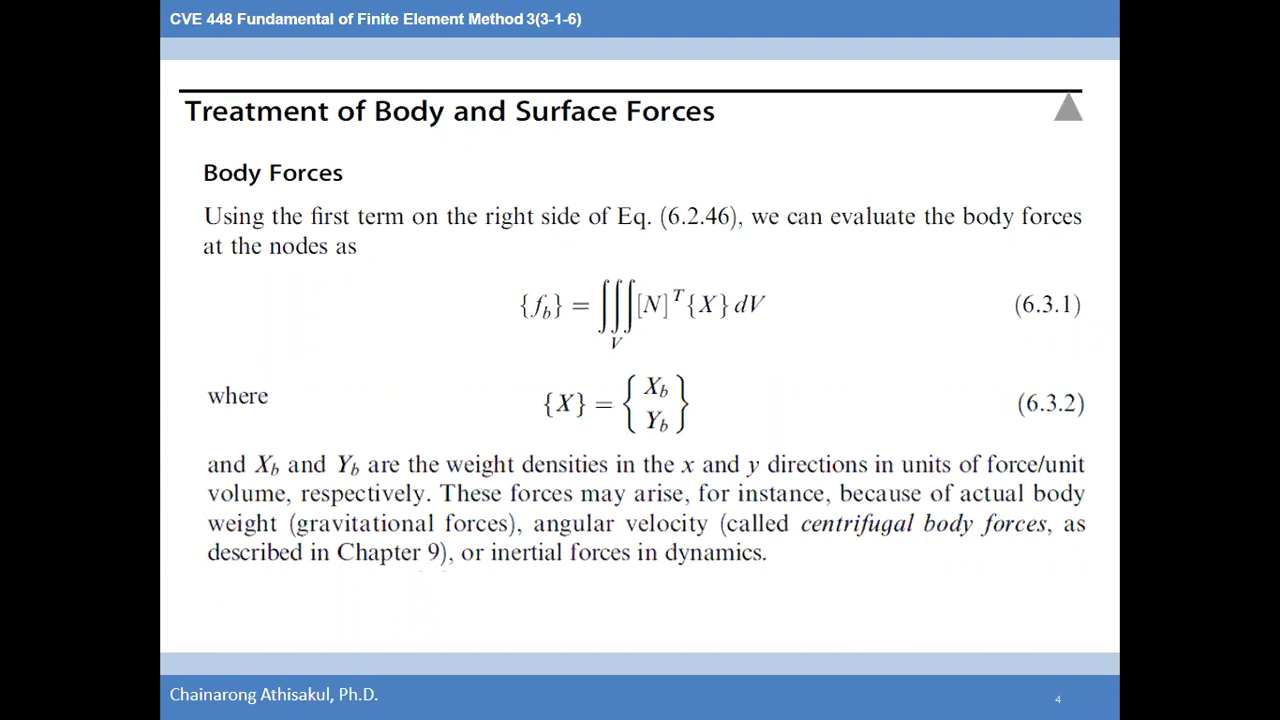 CVE 448 Fundamental of Finite Element Method 3(3-1-6)
Treatment of Body and Surface Forces
Body Forces
Using the first term on the right side of Eq. (6.2.46), we can evaluate the body forces
at the nodes as
{f_b} = ∭_V [N]^T {X} dV (6.3.1)
where {X} = { X_b Y_b } (6.3.2)
and X_b and Y_b are the weight densities in the x and y directions in units of force/unit
volume, respectively. These forces may arise, for instance, because of actual body
weight (gravitational forces), angular velocity (called centrifugal body forces, as
described in Chapter 9), or inertial forces in dynamics.
Chainarong Athisakul, Ph.D.
4